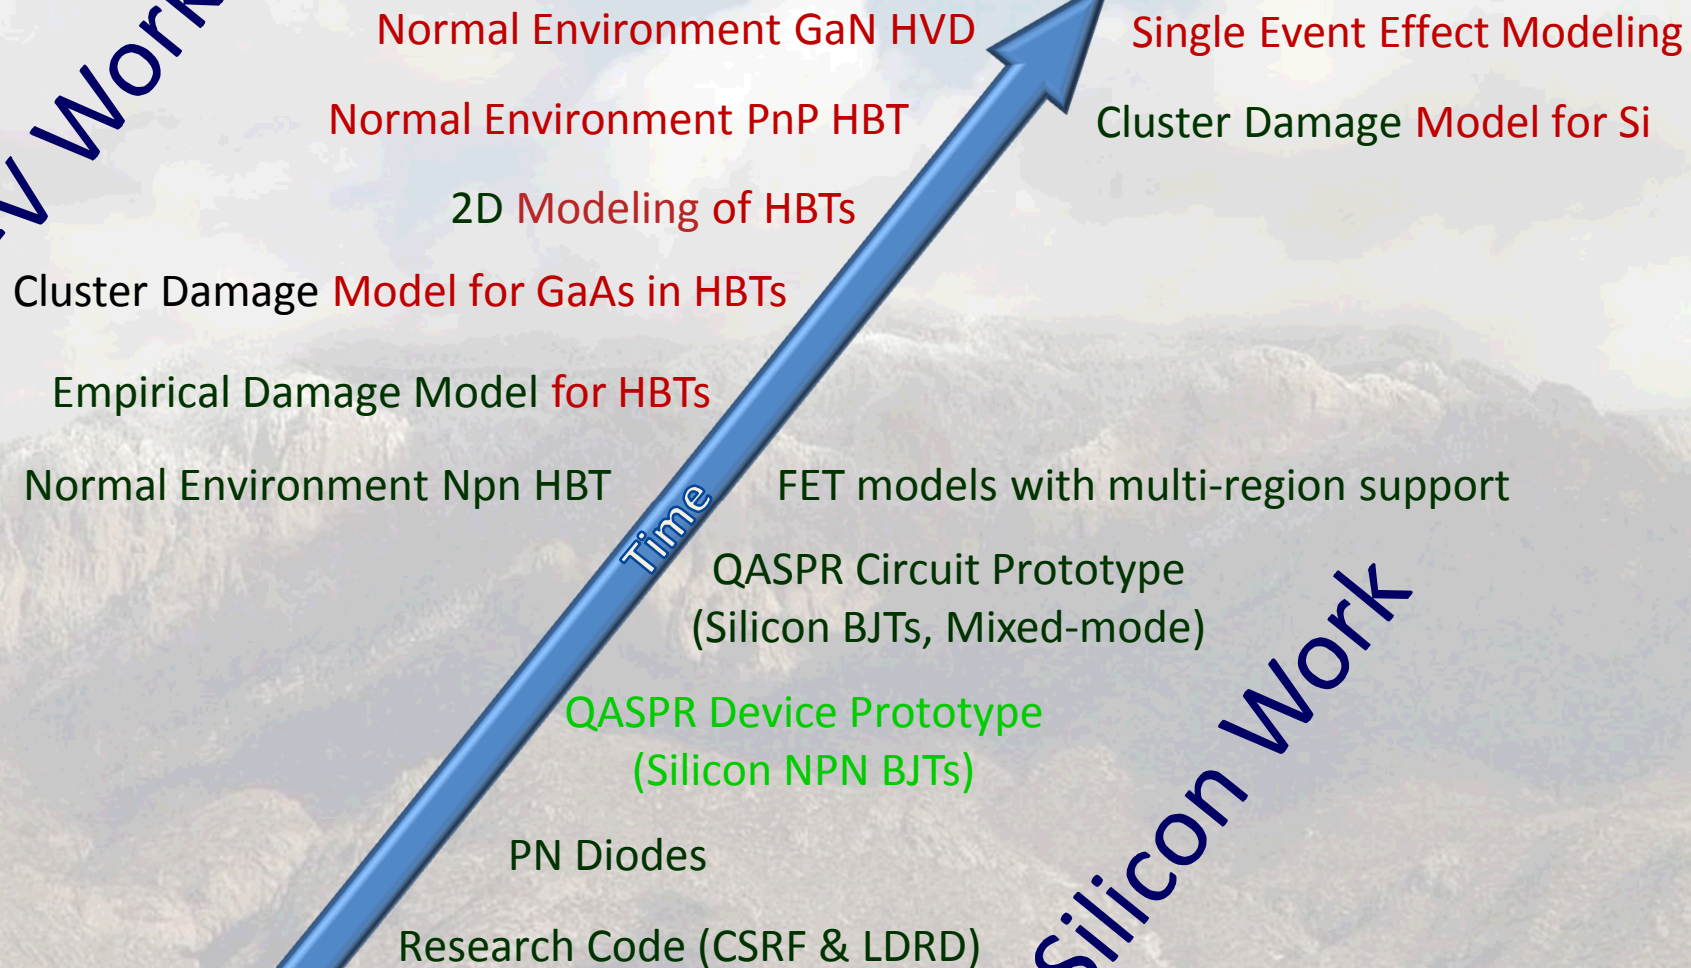 Normal Environment GaN HVD
Single Event Effect Modeling
V Work
Normal Environment PnP HBT
Cluster Damage Model for Si
2D Modeling of HBTs
Cluster Damage Model for GaAs in HBTs
Empirical Damage Model for HBTs
Normal Environment Npn HBT
FET models with multi-region support
Time
QASPR Circuit Prototype
(Silicon BJTs, Mixed-mode)
QASPR Device Prototype
(Silicon NPN BJTs)
Silicon Work
PN Diodes
Research Code (CSRF & LDRD)